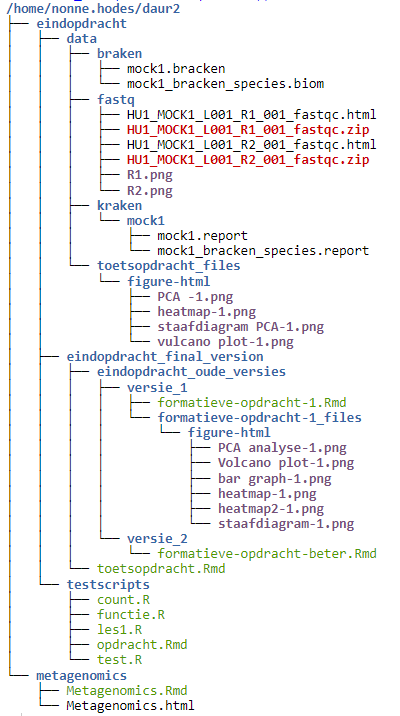 /home/nonne.hodes/daur2
├── eindopdracht
│   ├── data
│   │   ├── braken
│   │   │   ├── mock1.bracken
│   │   │   └── mock1_bracken_species.biom
│   │   ├── fastq
│   │   │   ├── HU1_MOCK1_L001_R1_001_fastqc.html
│   │   │   ├── HU1_MOCK1_L001_R1_001_fastqc.zip
│   │   │   ├── HU1_MOCK1_L001_R2_001_fastqc.html
│   │   │   ├── HU1_MOCK1_L001_R2_001_fastqc.zip
│   │   │   ├── R1.png
│   │   │   └── R2.png
│   │   ├── kraken
│   │   │   └── mock1
│   │   │       ├── mock1.report
│   │   │       └── mock1_bracken_species.report
│   │   └── toetsopdracht_files
│   │       └── figure-html
│   │           ├── PCA -1.png
│   │           ├── heatmap-1.png
│   │           ├── staafdiagram PCA-1.png
│   │           └── vulcano plot-1.png
│   ├── eindopdracht_final_version
│   │   ├── eindopdracht_oude_versies
│   │   │   ├── versie_1
│   │   │   │   ├── formatieve-opdracht-1.Rmd
│   │   │   │   └── formatieve-opdracht-1_files
│   │   │   │       └── figure-html
│   │   │   │           ├── PCA analyse-1.png
│   │   │   │           ├── Volcano plot-1.png
│   │   │   │           ├── bar graph-1.png
│   │   │   │           ├── heatmap-1.png
│   │   │   │           ├── heatmap2-1.png
│   │   │   │           └── staafdiagram-1.png
│   │   │   └── versie_2
│   │   │       └── formatieve-opdracht-beter.Rmd
│   │   └── toetsopdracht.Rmd
│   └── testscripts
│       ├── count.R
│       ├── functie.R
│       ├── les1.R
│       ├── opdracht.Rmd
│       └── test.R
└── metagenomics
    ├── Metagenomics.Rmd
    └── Metagenomics.html